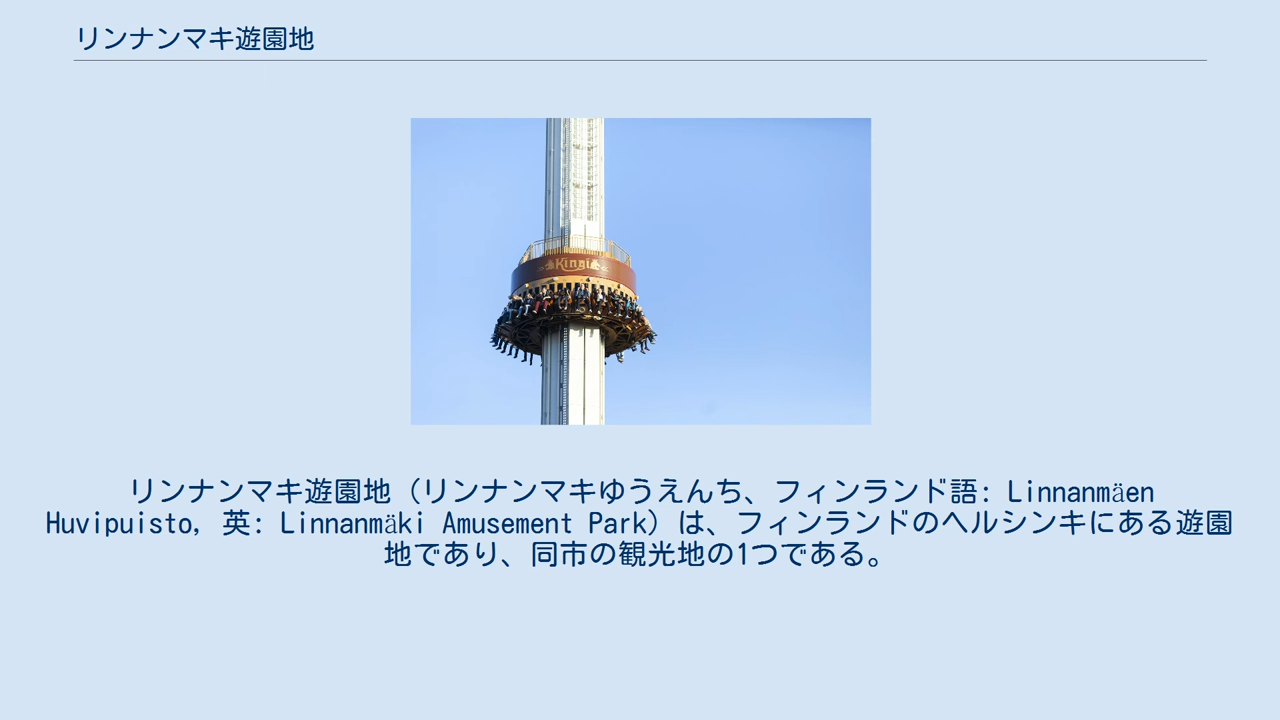 リンナンマキ遊園地
Kingi
リンナンマキ遊園地（リンナンマキゆうえんち、フィンランド語: Linnanmäen
Huvipuisto, 英: Linnanmäki Amusement Park）は、フィンランドのヘルシンキにある遊園
地であり、同市の観光地の1つである。